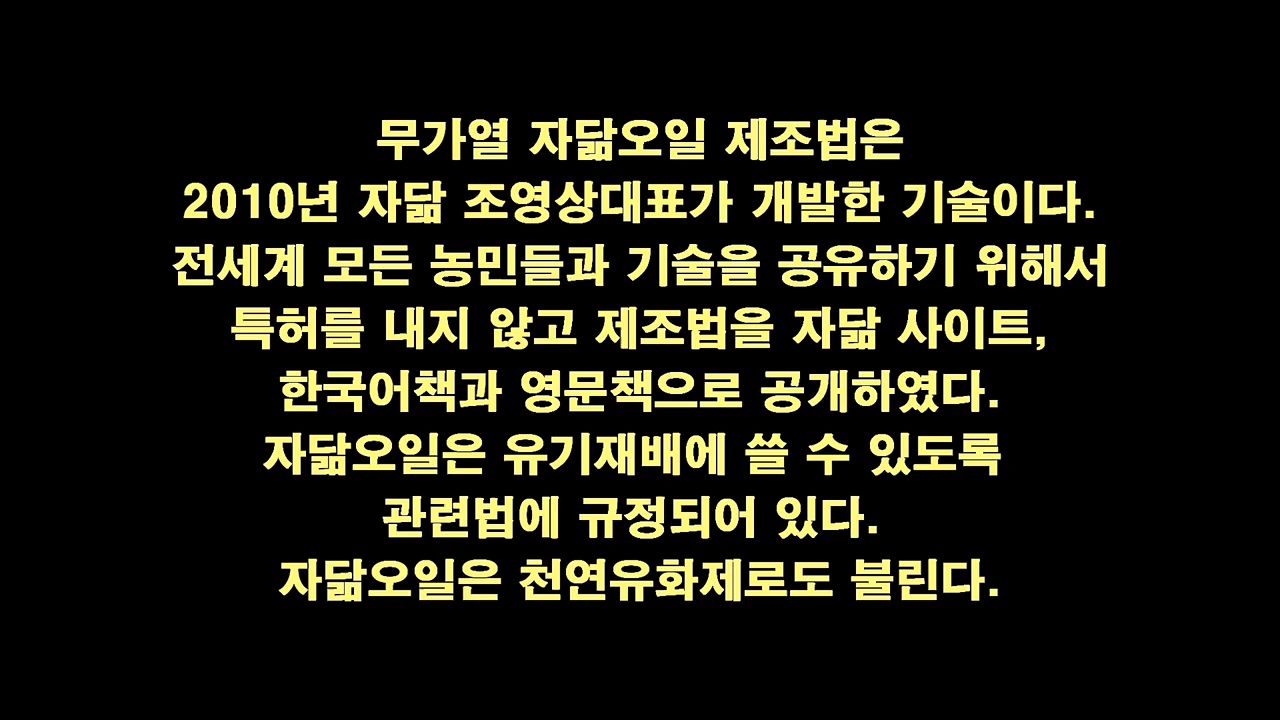 무가열 자닮오일 제조법은
2010년 자닮 조영상대표가 개발한 기술이다.
전세계 모든 농민들과 기술을 공유하기 위해서
특허를 내지 않고 제조법을 자닮 사이트,
한국어책과 영문책으로 공개하였다.
자닮오일은 유기재배에 쓸 수 있도록
관련법에 규정되어 있다.
자닮오일은 천연유화제로도 불린다.